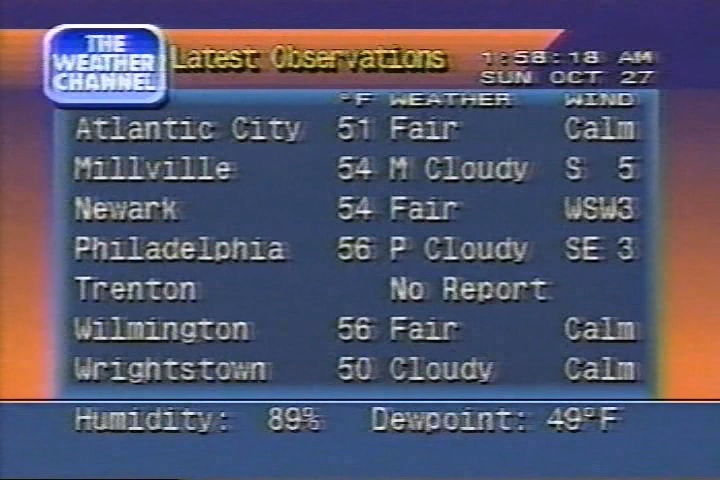 THE
WEATHER
CHANNEL
Latest Observations 1:58:18 AM
SUN OCT 27
°F WEATHER WIND
Atlantic City 51 Fair Calm
Millville 54 M Cloudy S 5
Newark 54 Fair WSW3
Philadelphia 56 P Cloudy SE 3
Trenton No Report
Wilmington 56 Fair Calm
Wrightstown 50 Cloudy Calm
Humidity: 89% Dewpoint: 49°F